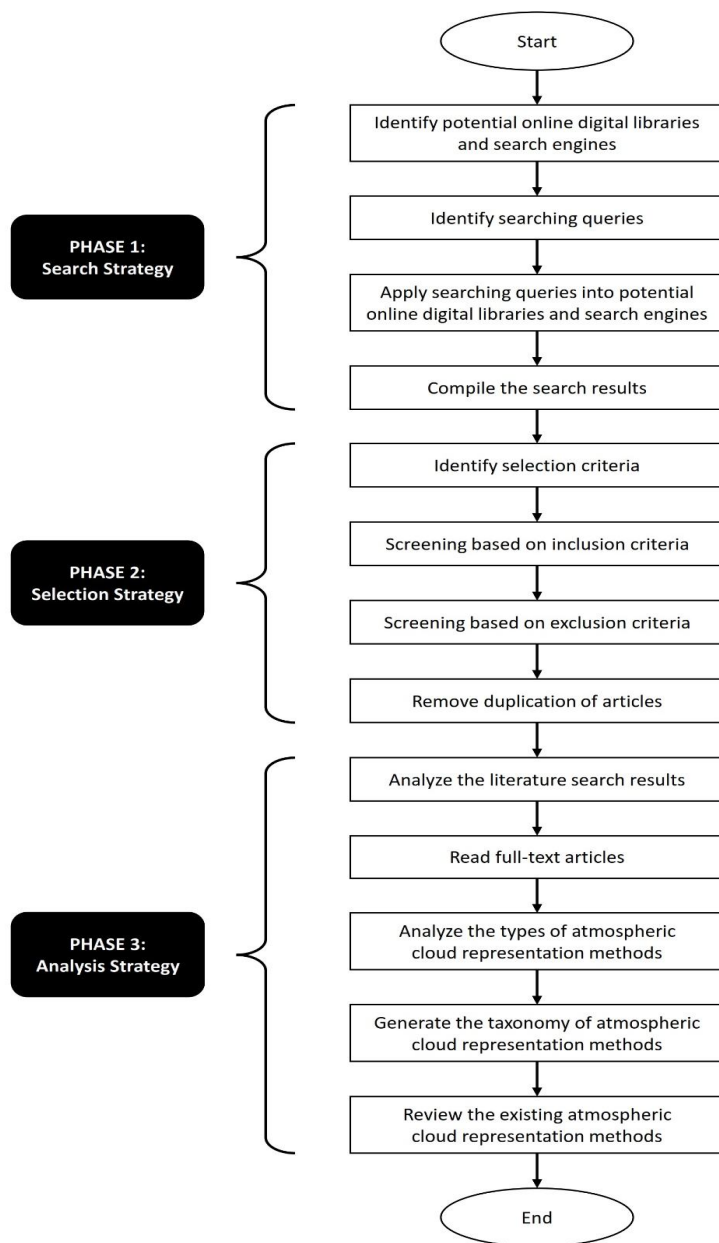 Start
Identify potential online digital libraries
and search engines
PHASE 1:
Search Strategy
Identify searching queries
Apply searching queries into potential
online digital libraries and search engines
Compile the search results
Identify selection criteria
PHASE 2:
Selection Strategy
Screening based on inclusion criteria
Screening based on exclusion criteria
Remove duplication of articles
Analyze the literature search results
Read full-text articles
PHASE 3:
Analysis Strategy
Analyze the types of atmospheric
cloud representation methods
Generate the taxonomy of atmospheric
cloud representation methods
Review the existing atmospheric
cloud representation methods
End